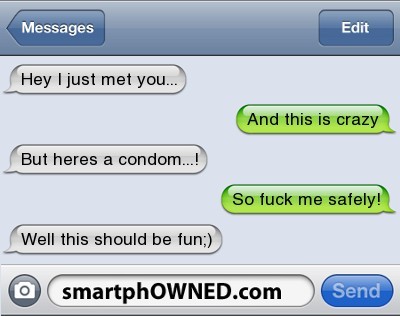 Messages
Edit
Hey I just met you...
And this is crazy
But heres a condom...!
So fuck me safely!
Well this should be fun;)
smartphOWNED.com
Send